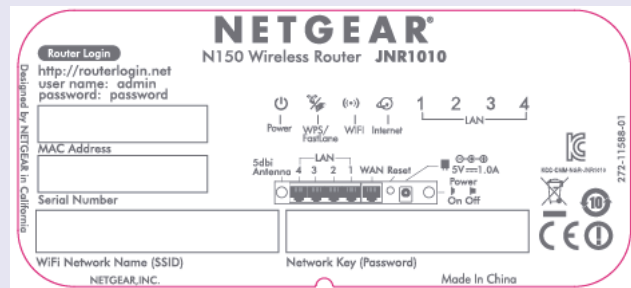 NETGEAR®
N150 Wireless Router JNR1010
Router Login
http://routerlogin.net
user name: admin
password: password
MAC Address
Serial Number
WiFi Network Name (SSID)
Network Key (Password)
NETGEAR,INC.
Made In China
Designed by NETGEAR in California
Power
WPS/
FastLane
WiFi
Internet
1 2 3 4
LAN
5dbi
Antenna
LAN
4 3 2 1
WAN
Reset
5V 1.0A
Power
On Off
272-11588-01
10
CE